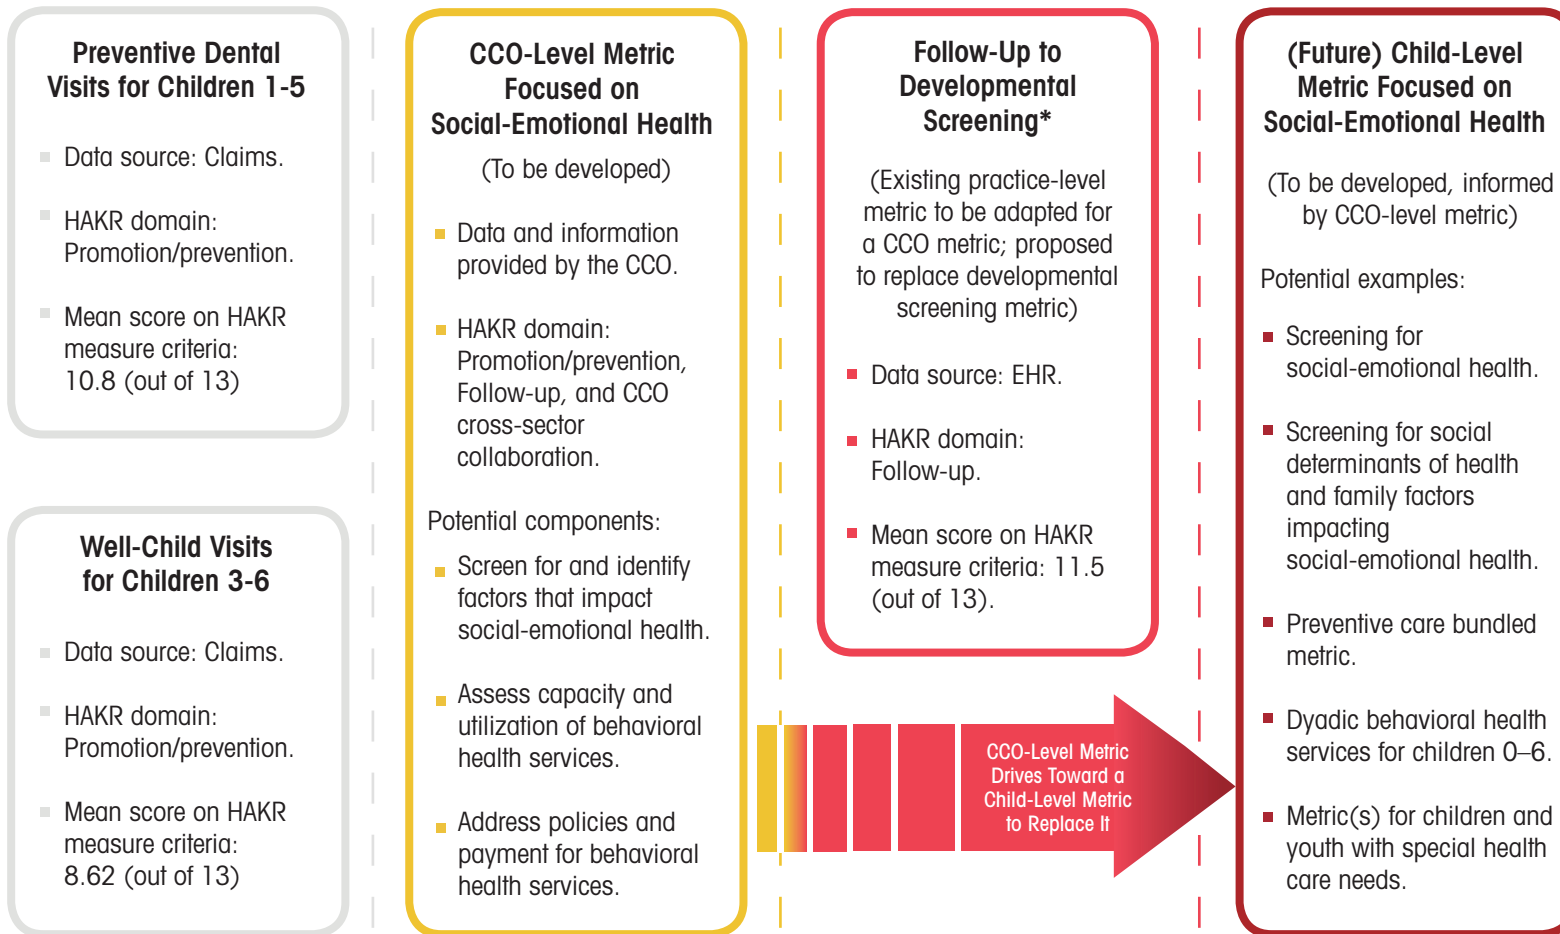 Preventive Dental
Visits for Children 1-5
Data source: Claims.
HAKR domain:
Promotion/prevention.
Mean score on HAKR
measure criteria:
10.8 (out of 13)
Well-Child Visits
for Children 3-6
Data source: Claims.
HAKR domain:
Promotion/prevention.
Mean score on HAKR
measure criteria:
8.62 (out of 13)
CCO-Level Metric
Focused on
Social-Emotional Health
(To be developed)
Data and information
provided by the CCO.
HAKR domain:
Promotion/prevention,
Follow-up, and CCO
cross-sector
collaboration.
Potential components:
Screen for and identify
factors that impact
social-emotional health.
Assess capacity and
utilization of behavioral
health services.
Address policies and
payment for behavioral
health services.
Follow-Up to
Developmental
Screening*
(Existing practice-level
metric to be adapted for
a CCO metric; proposed
to replace developmental
screening metric)
Data source: EHR.
HAKR domain:
Follow-up.
Mean score on HAKR
measure criteria: 11.5
(out of 13).
CCO-Level Metric
Drives Toward a
Child-Level Metric
to Replace It
(Future) Child-Level
Metric Focused on
Social-Emotional Health
(To be developed, informed
by CCO-level metric)
Potential examples:
Screening for
social-emotional health.
Screening for social
determinants of health
and family factors
impacting
social-emotional health.
Preventive care bundled
metric.
Dyadic behavioral health
services for children 0–6.
Metric(s) for children and
youth with special health
care needs.